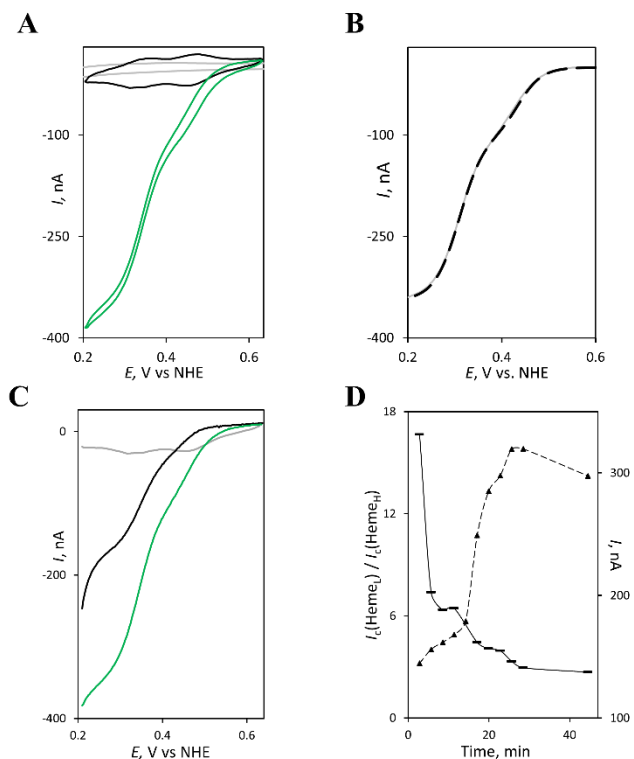 A
B
-100
-250
-400
0.2
0.4
0.6
I, nA
E, V vs NHE
-100
-250
-400
0.2
0.4
0.6
I, nA
E, V vs. NHE
C
D
0
-200
-400
0.2
0.4
0.6
I, nA
E, V vs NHE
18
12
6
0
Ic(HemeL) / Ic(HemeH)
300
200
100
I, nA
0
20
40
Time, min